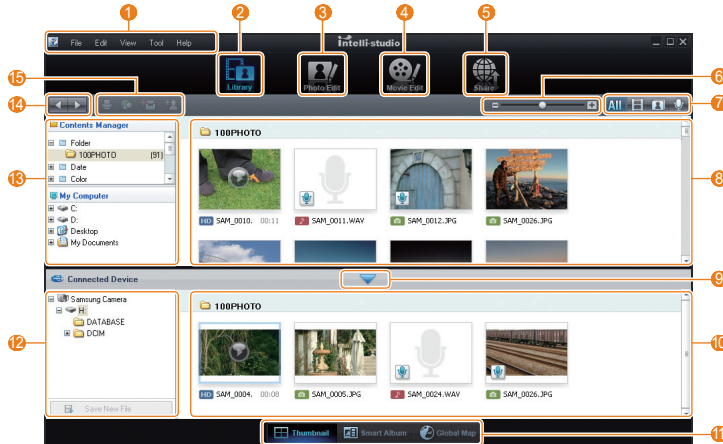 1
2
3
4
5
File Edit View Tool Help
intelli-studio
Library
Photo Edit
Movie Edit
Share
15
6
14
All
7
Contents Manager
Folder
100PHOTO (91)
Date
Color
13
My Computer
C:
D:
Desktop
My Documents
100PHOTO
HD SAM_0010. 00:11
SAM_0011.WAV
SAM_0012.JPG
SAM_0026.JPG
8
Connected Device
9
Samsung Camera
H:
DATABASE
DCIM
12
Save New File
100PHOTO
HD SAM_0004. 00:08
SAM_0005.JPG
SAM_0024.WAV
SAM_0026.JPG
10
Thumbnail
Smart Album
Global Map
11